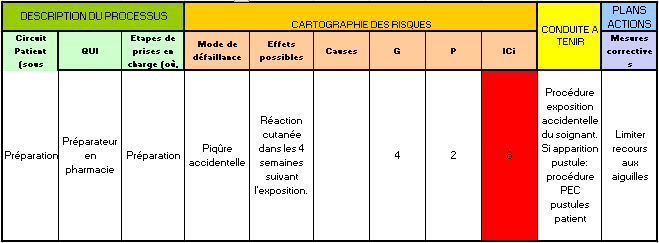 DESCRIPTION DU PROCESSUS
CARTOGRAPHIE DES RISQUES
CONDUITE A
TENIR
PLANS
ACTIONS
Circuit
Patient
(sous
QUI
Etapes de
prises en
charge (où,
Mode de
défaillance
Effets
possibles
Causes
G
P
ICi
Mesures
corrective
s
Préparation
Préparateur
en
pharmacie
Préparation
Piqûre
accidentelle
Réaction
cutanée
dans les 4
semaines
suivant
l'exposition.
4
2
8
Procédure
exposition
accidentelle
du soignant.
Si apparition
pustule:
procédure
PEC
pustules
patient
Limiter
recours
aux
aiguilles